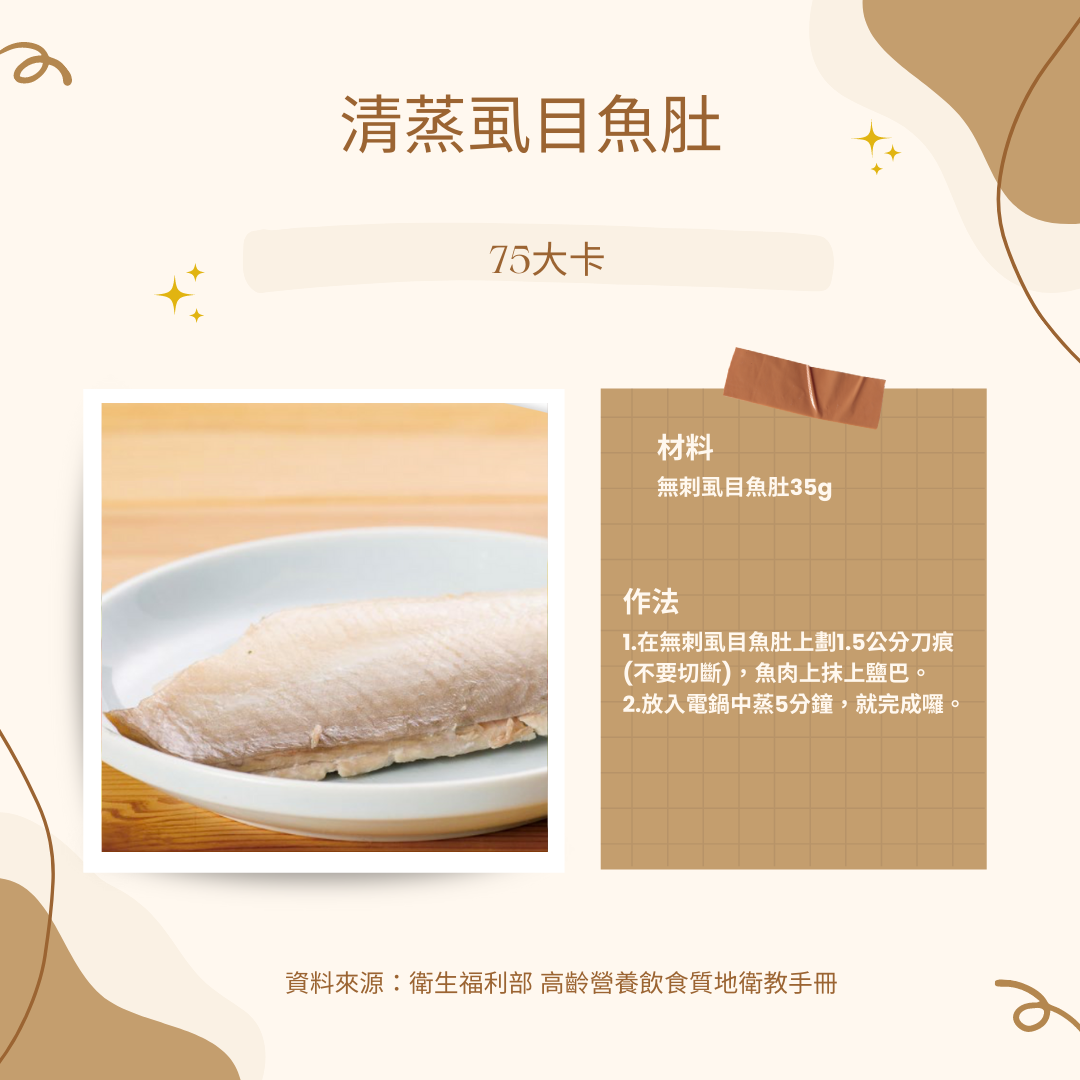 清蒸虱目魚肚
75大卡
材料
無刺虱目魚肚35g
作法
1.在無刺虱目魚肚上劃1.5公分刀痕
(不要切斷)，魚肉上抹上鹽巴。
2.放入電鍋中蒸5分鐘，就完成囉。
資料來源：衛生福利部 高齡營養飲食質地衛教手冊